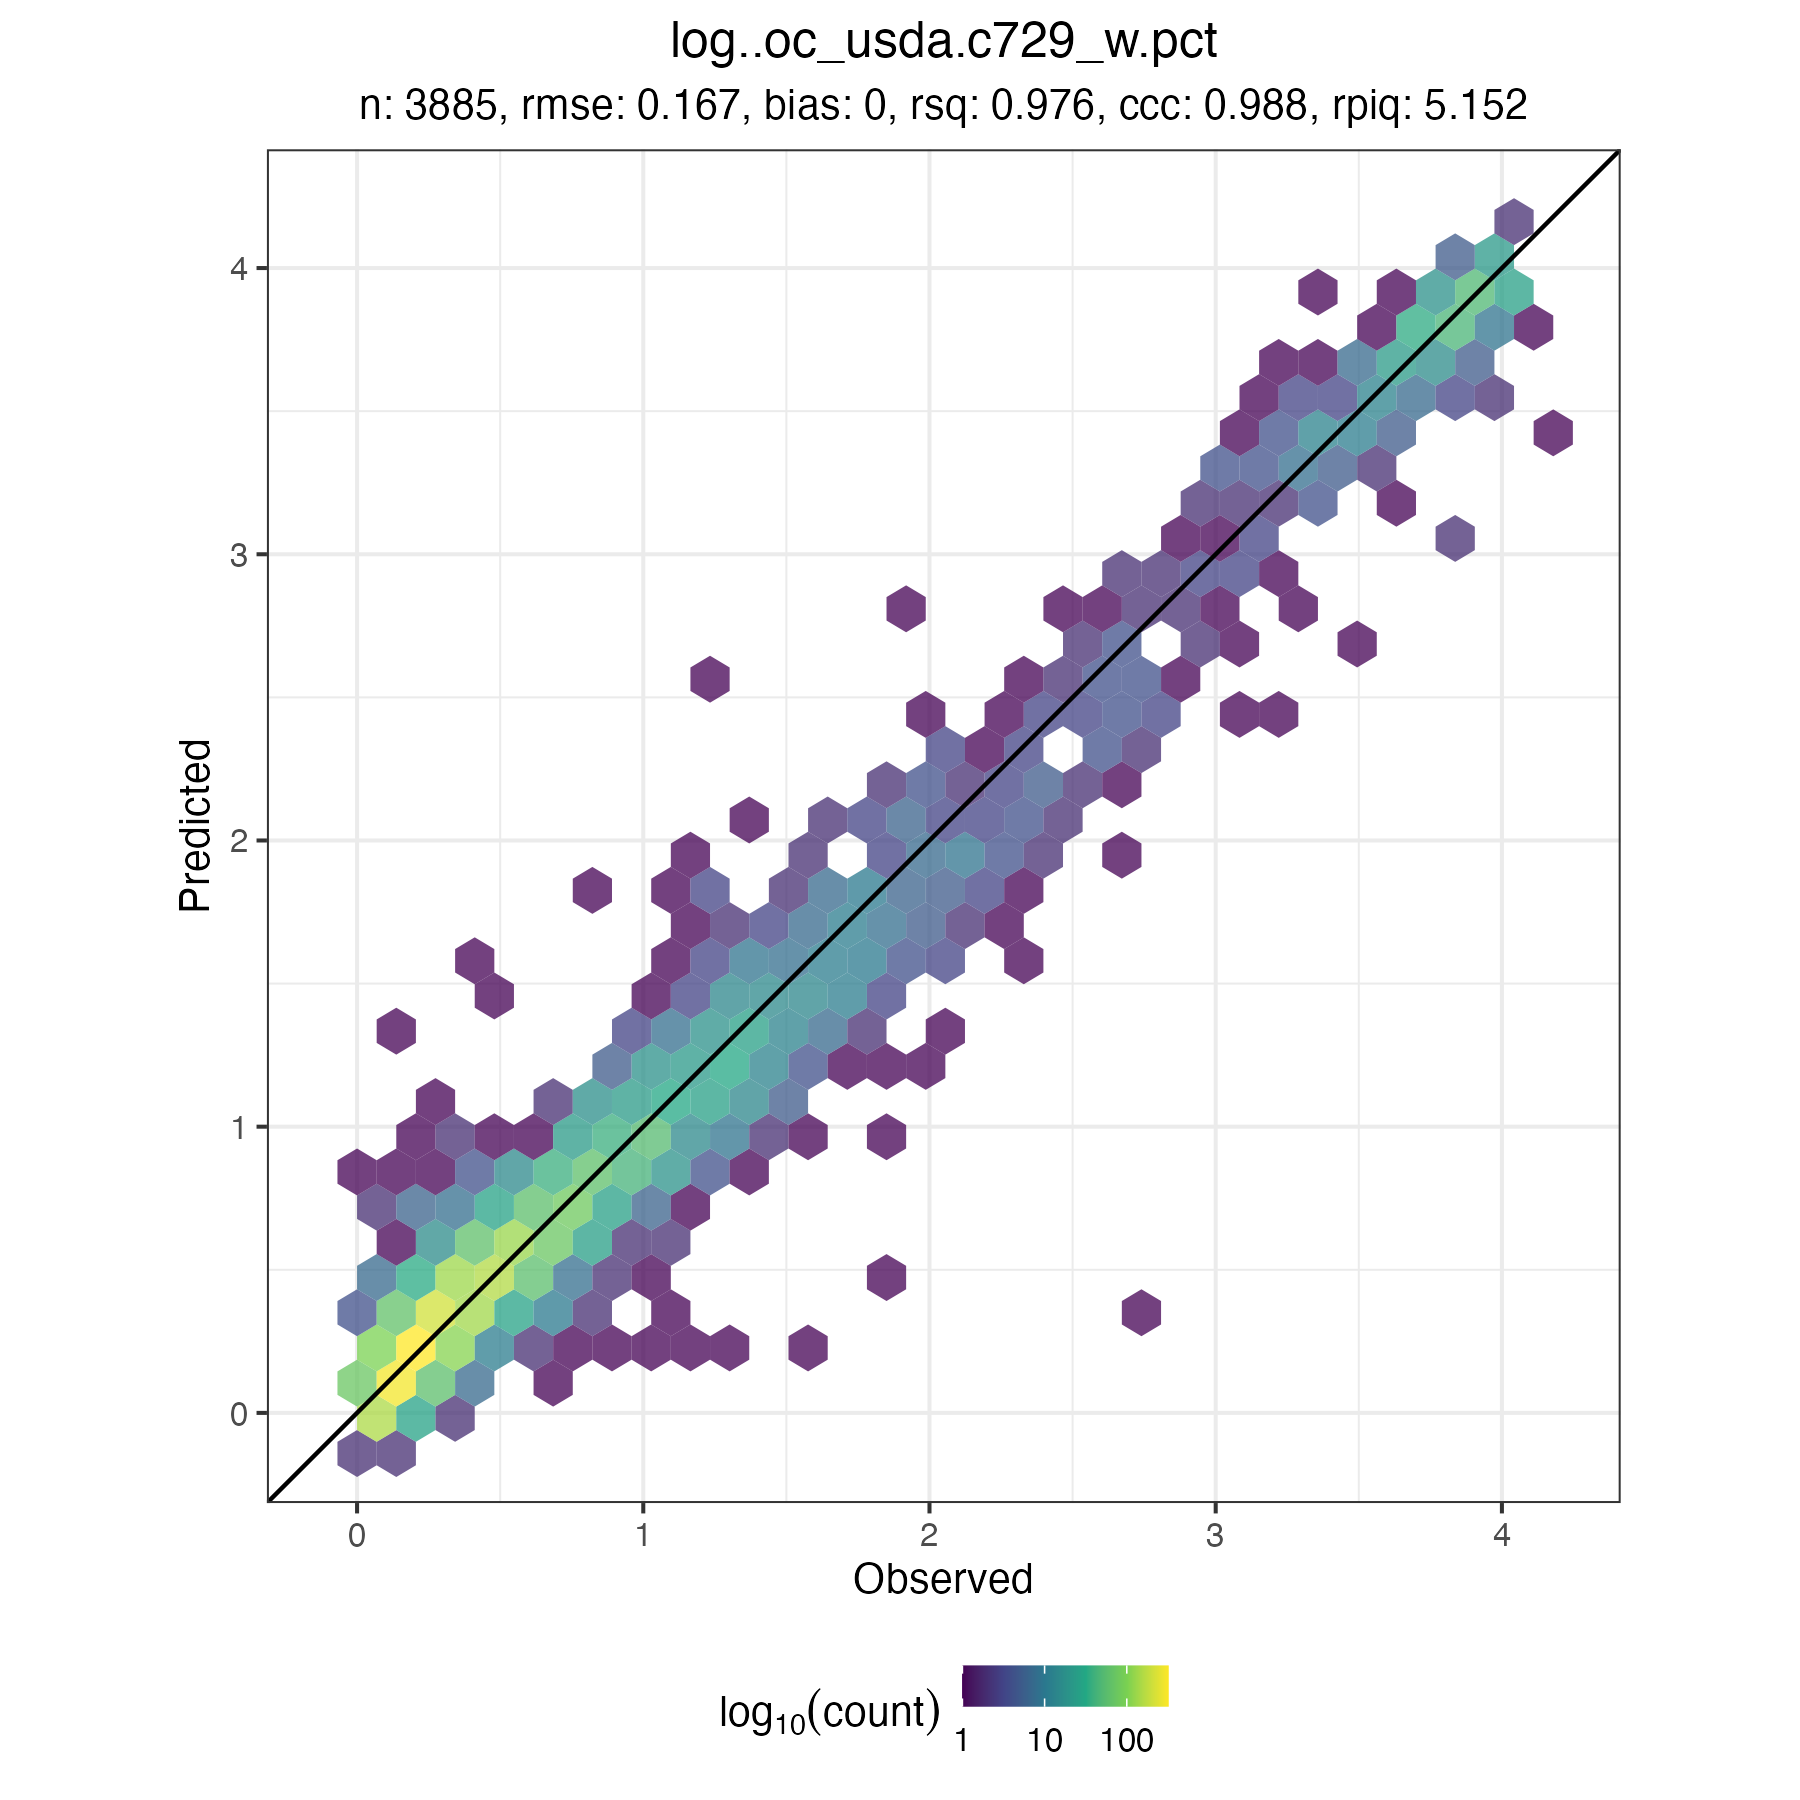 log..oc_usda.c729_w.pct
n: 3885, rmse: 0.167, bias: 0, rsq: 0.976, ccc: 0.988, rpiq: 5.152
4
3
2
1
0
Predicted
0 1 2 3 4
Observed
log₁₀(count)
1 10 100